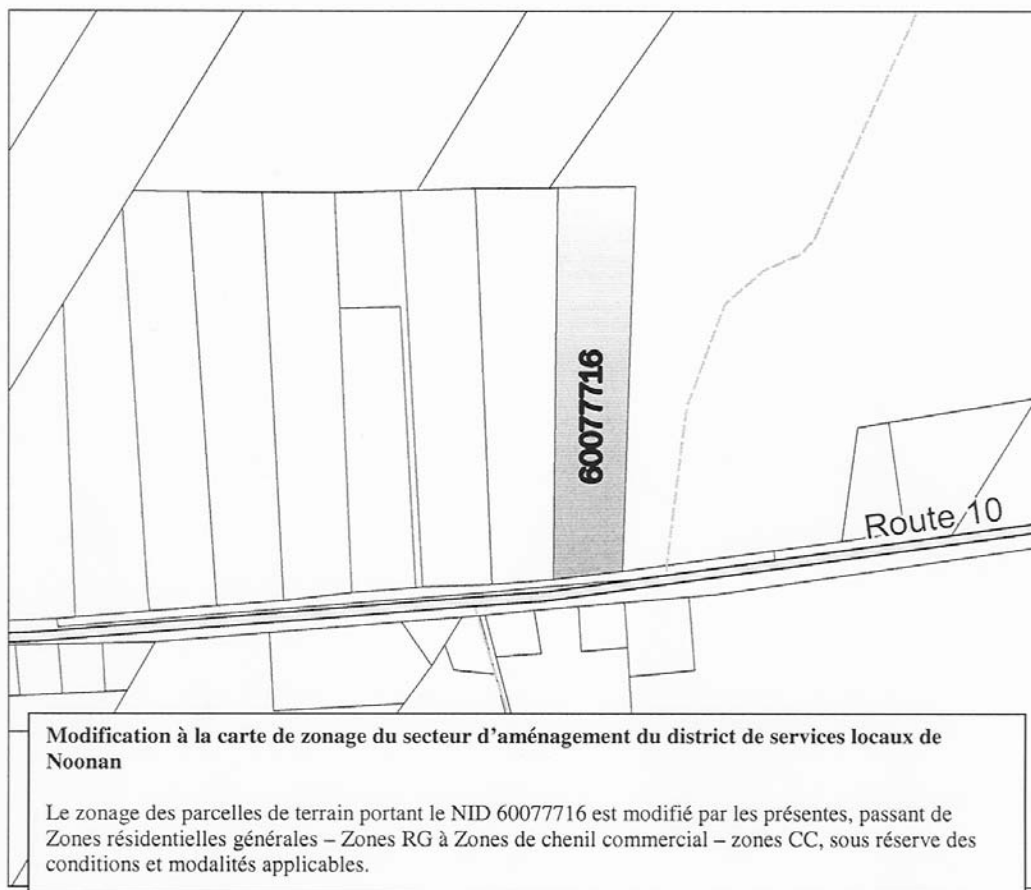 60077716
Route 10
Modification à la carte de zonage du secteur d'aménagement du district de services locaux de
Noonan
Le zonage des parcelles de terrain portant le NID 60077716 est modifié par les présentes, passant de
Zones résidentielles générales – Zones RG à Zones de chenil commercial – zones CC, sous réserve des
conditions et modalités applicables.